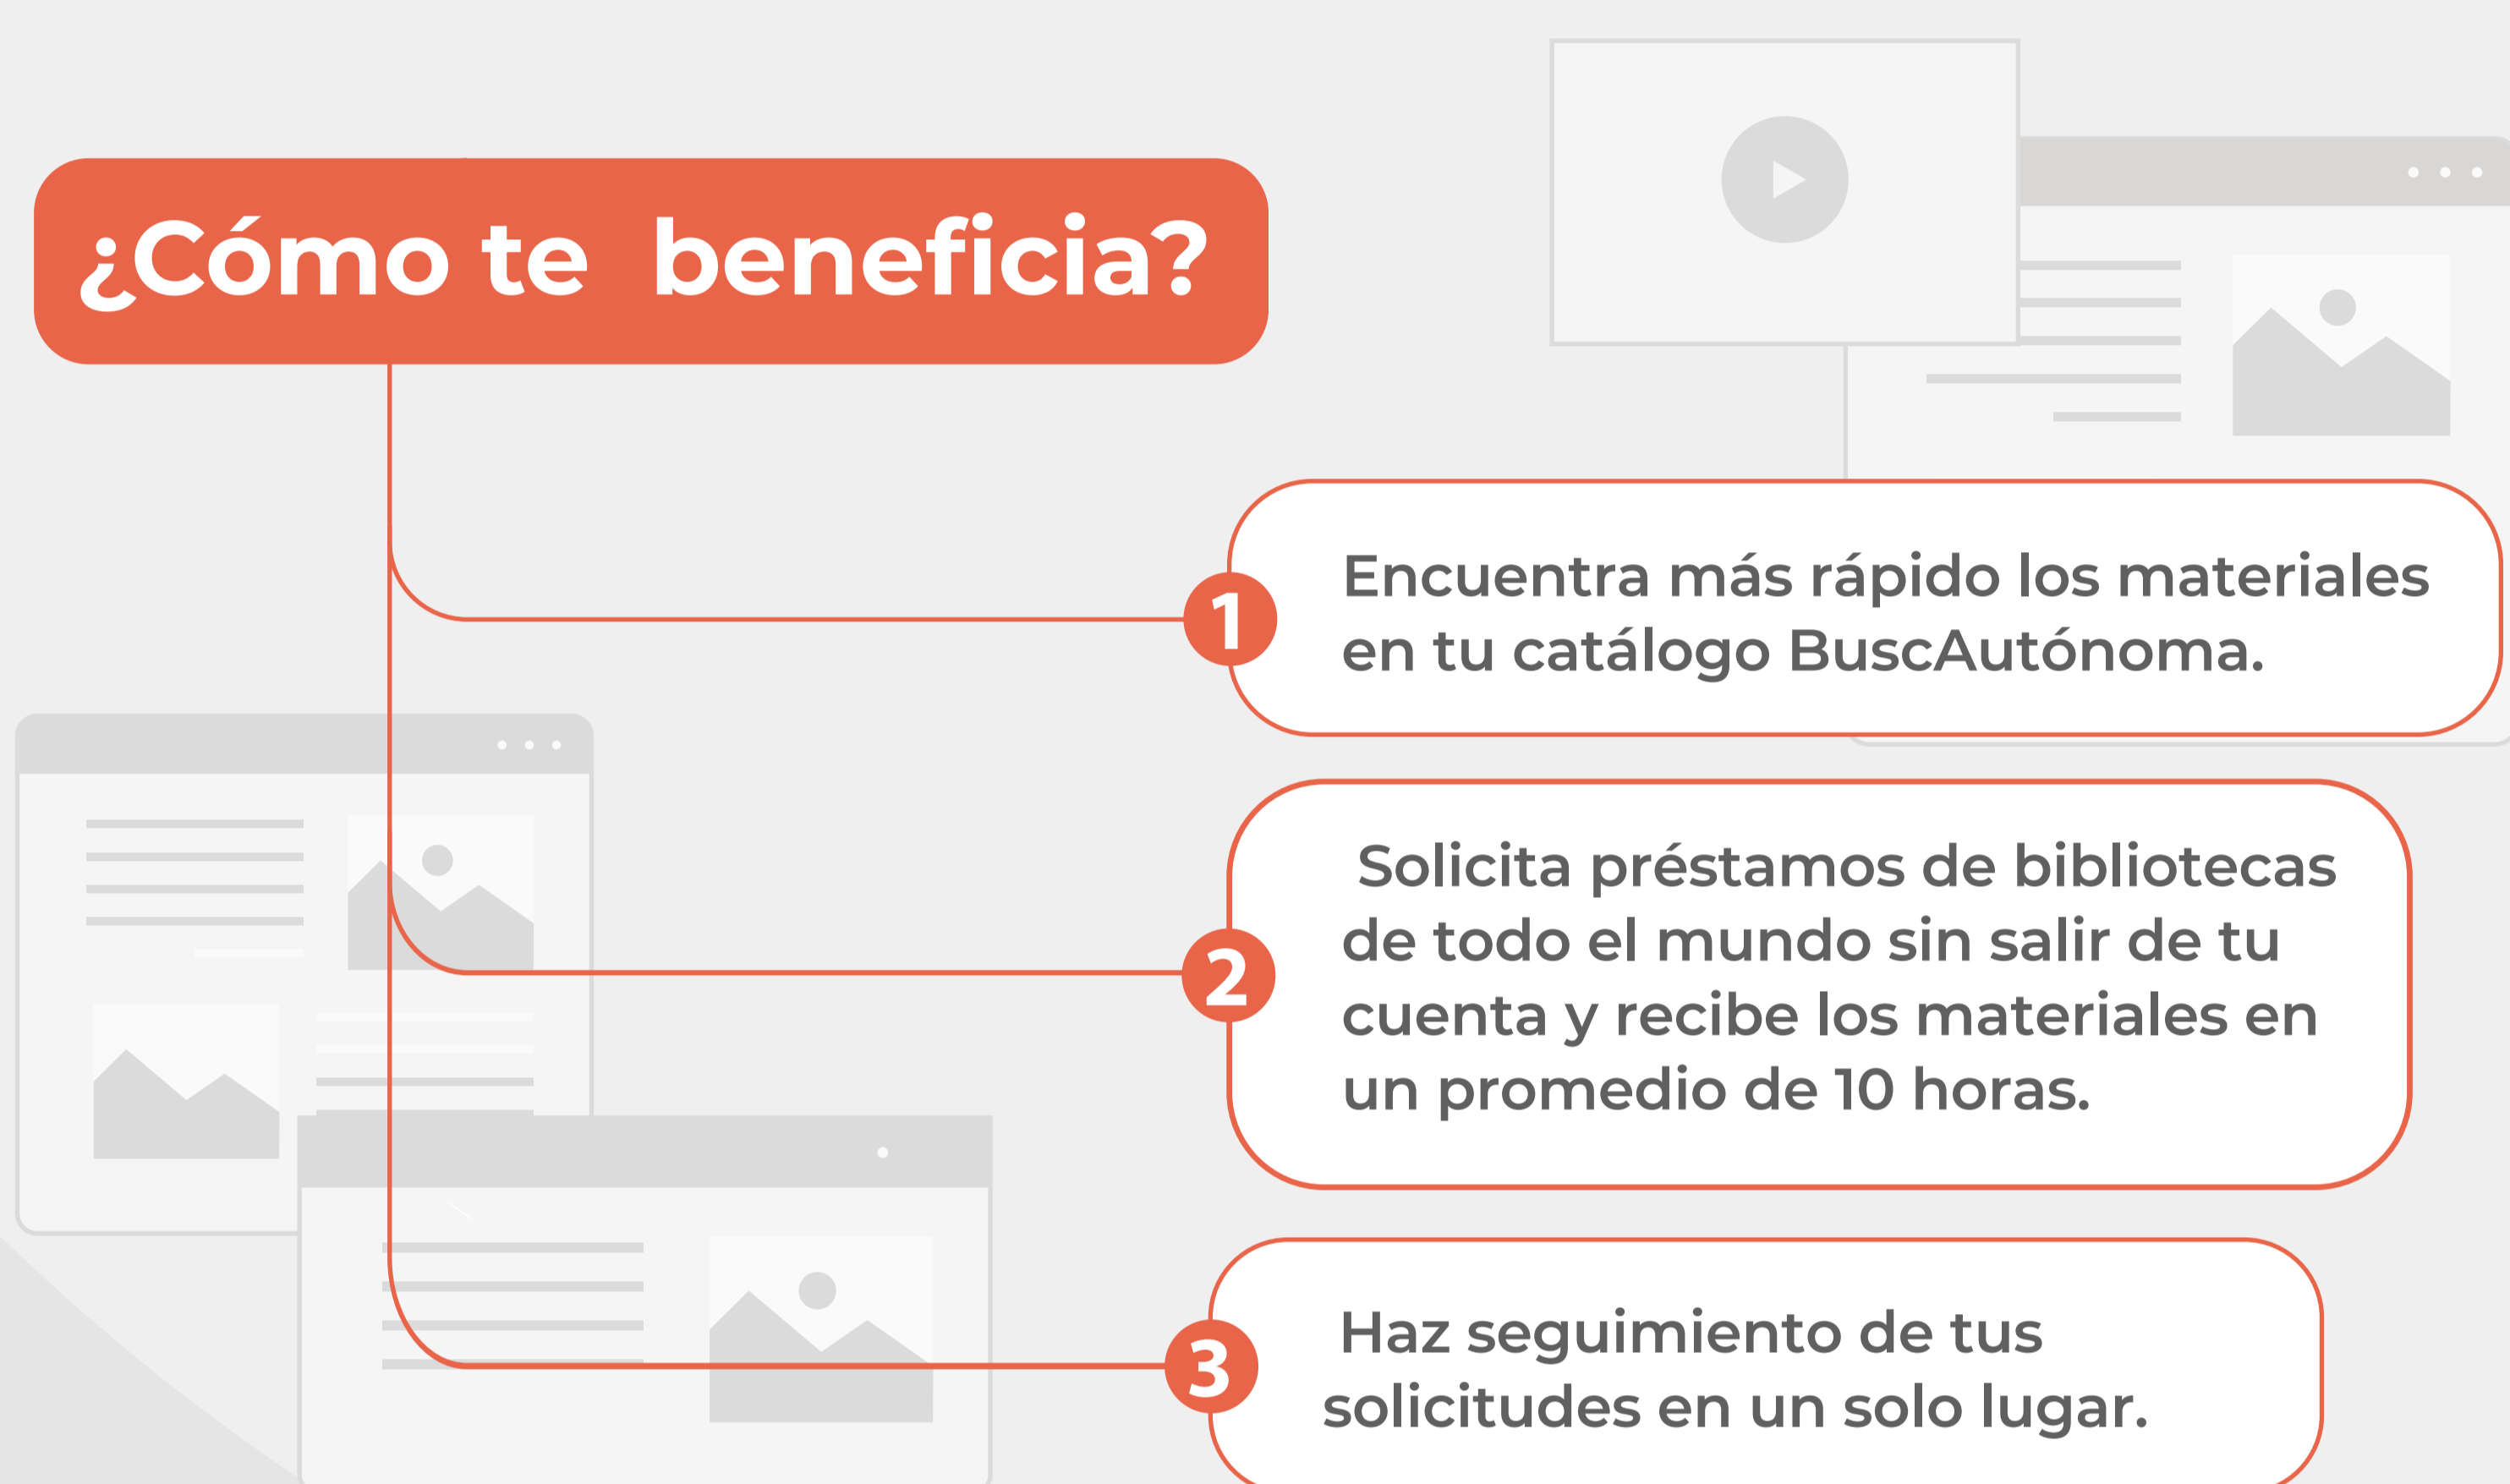 ¿Cómo te beneficia?
1
Encuentra más rápido los materiales
en tu catálogo BuscAutónoma.
2
Solicita préstamos de bibliotecas
de todo el mundo sin salir de tu
cuenta y recibe los materiales en
un promedio de 10 horas.
3
Haz seguimiento de tus
solicitudes en un solo lugar.